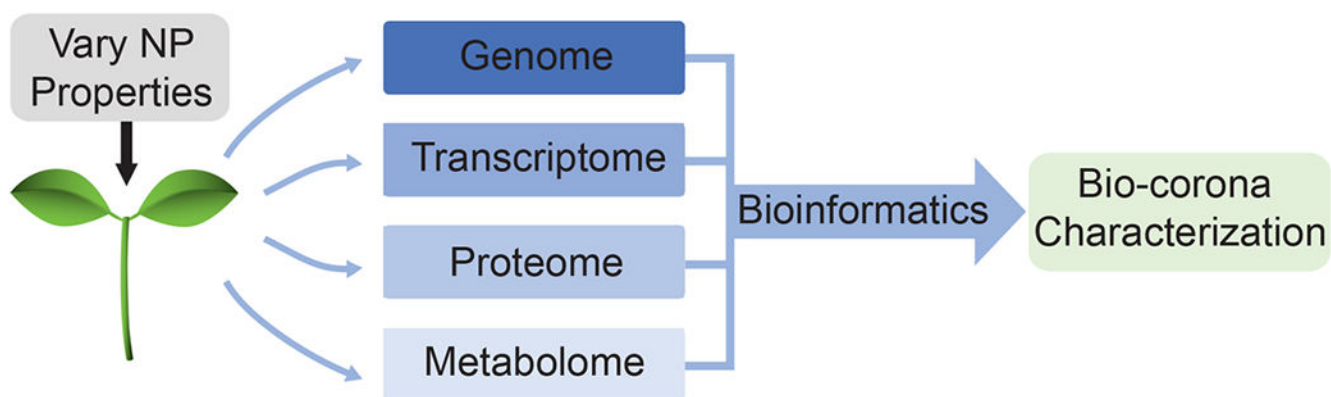 Vary NP
Properties
Genome
Transcriptome
Proteome
Metabolome
Bioinformatics
Bio-corona
Characterization